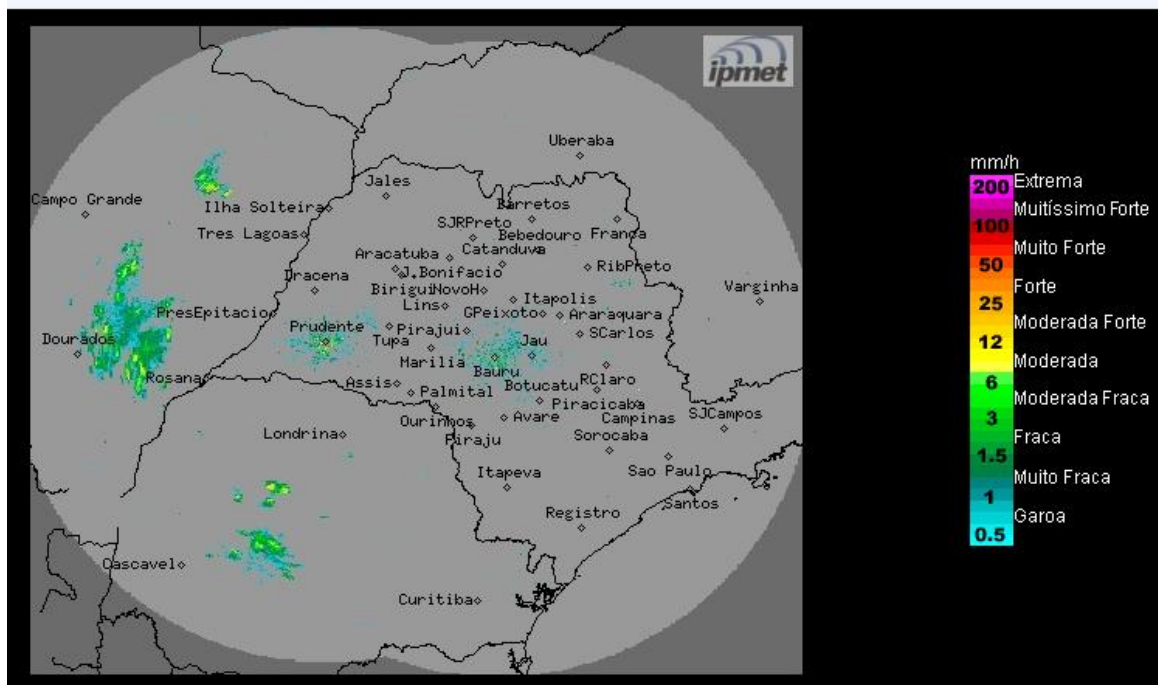 ipmet
Uberaba
Jales
Campo Grande
Ilha Solteira
Barretos
SJRPreto
Bebedouro
Franca
Tres Lagoas
Catanduva
Aracatuba
J.Bonifacio
RibPreto
Dracena
Birigui
NovoH
Itapolis
Varginha
Lins
GPeixoto
Araraquara
PresEpitacio
Prudente
Pirajui
SCarlos
Tupa
Jau
Dourados
Marilia
Bauru
Rosana
Assis
Botucatu
RClaro
Palmital
Piracicaba
SJCampos
Ourinhos
Avare
Campinas
Londrina
Piraju
Sorocaba
Itapeva
Sao Paulo
Santos
Registro
Cascavel
Curitiba
mm/h
200 Extrema
Muitíssimo Forte
100
Muito Forte
50
Forte
25
Moderada Forte
12
Moderada
6
Moderada Fraca
3
Fraca
1.5
Muito Fraca
1
Garoa
0.5